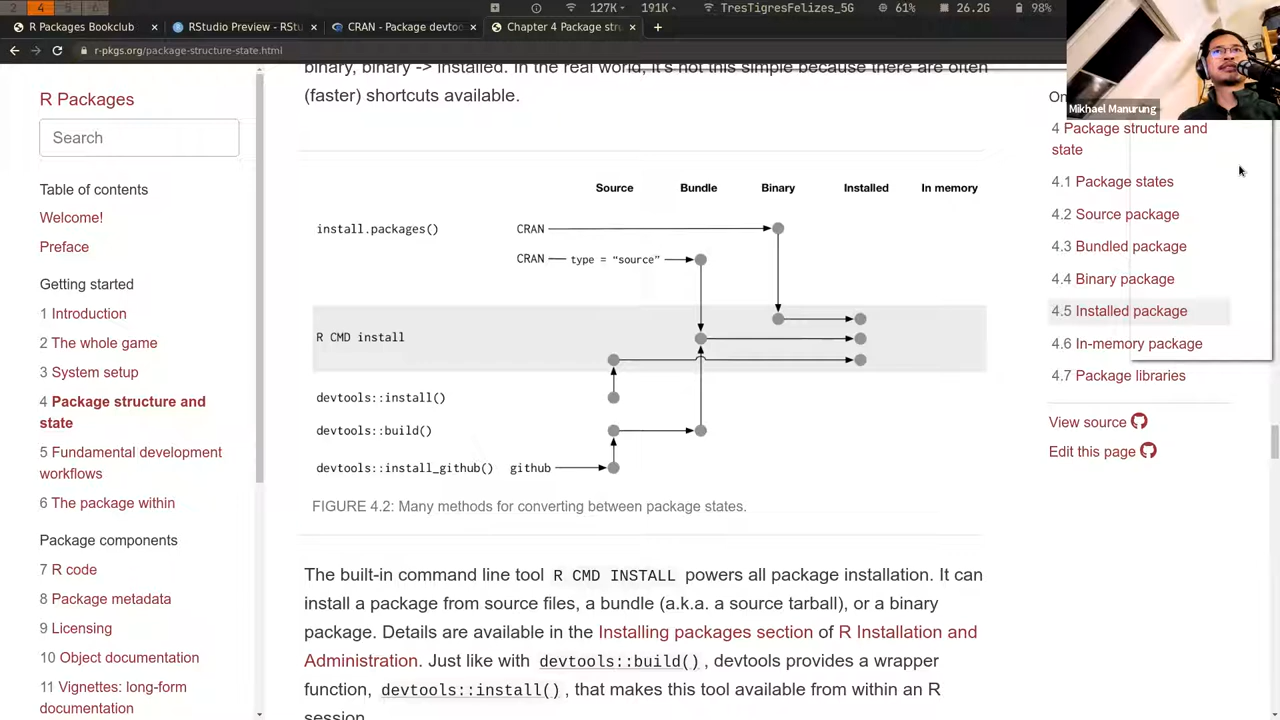 2 4 5 127K 191K TresTigresFelizes_5G 61% 26.2G 98%
R Packages Bookclub
RStudio Preview - RStu
CRAN - Package devtoo
Chapter 4 Package stru
r-pkgs.org/package-structure-state.html
Mikhael Manurung
R Packages
Search
Table of contents
Welcome!
Preface
Getting started
1 Introduction
2 The whole game
3 System setup
4 Package structure and
state
5 Fundamental development
workflows
6 The package within
Package components
7 R code
8 Package metadata
9 Licensing
10 Object documentation
11 Vignettes: long-form
documentation
binary, binary -> installed. In the real world, it's not this simple because there are often
(faster) shortcuts available.
Source Bundle Binary Installed In memory
install.packages() CRAN
CRAN type = "source"
R CMD install
devtools::install()
devtools::build()
devtools::install_github() github
FIGURE 4.2: Many methods for converting between package states.
The built-in command line tool R CMD INSTALL powers all package installation. It can
install a package from source files, a bundle (a.k.a. a source tarball), or a binary
package. Details are available in the Installing packages section of R Installation and
Administration. Just like with devtools::build(), devtools provides a wrapper
function, devtools::install(), that makes this tool available from within an R
session.
On
4 Package structure and
state
4.1 Package states
4.2 Source package
4.3 Bundled package
4.4 Binary package
4.5 Installed package
4.6 In-memory package
4.7 Package libraries
View source
Edit this page